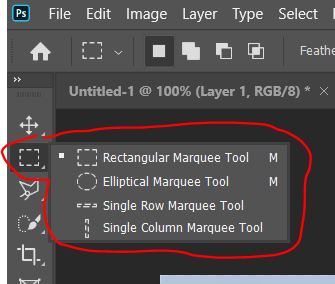 Ps File Edit Image Layer Type Select
Feathe
Untitled-1 @ 100% (Layer 1, RGB/8) * ×
Rectangular Marquee Tool M
Elliptical Marquee Tool M
Single Row Marquee Tool
Single Column Marquee Tool